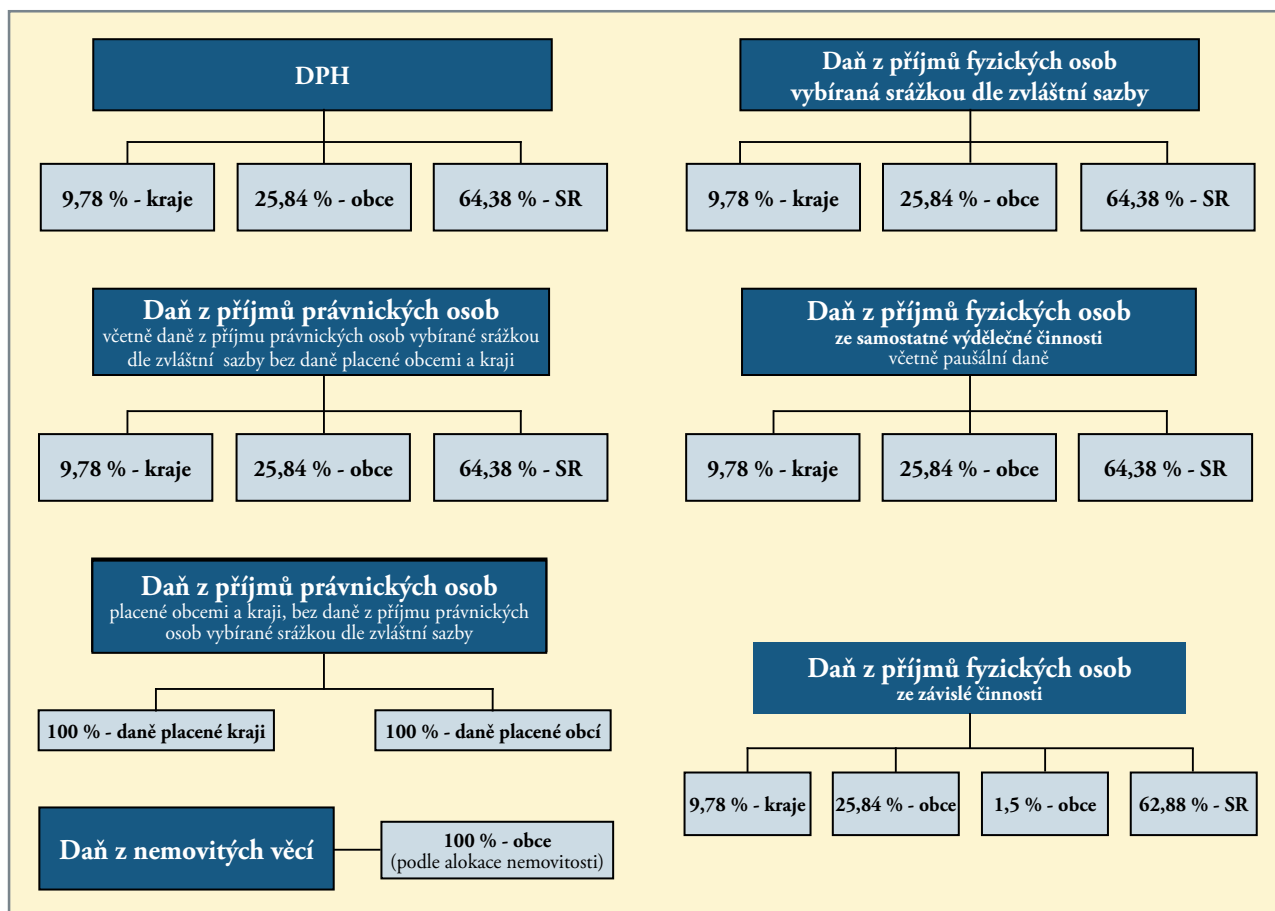 DPH
9,78 % - kraje
25,84 % - obce
64,38 % - SR
Daň z příjmů fyzických osob
vybíraná srážkou dle zvláštní sazby
9,78 % - kraje
25,84 % - obce
64,38 % - SR
Daň z příjmů právnických osob
včetně daně z příjmu právnických osob vybírané srážkou
dle zvláštní sazby bez daně placené obcemi a kraji
9,78 % - kraje
25,84 % - obce
64,38 % - SR
Daň z příjmů fyzických osob
ze samostatné výdělečné činnosti
včetně paušální daně
9,78 % - kraje
25,84 % - obce
64,38 % - SR
Daň z příjmů právnických osob
placené obcemi a kraji, bez daně z příjmu právnických
osob vybírané srážkou dle zvláštní sazby
100 % - daně placené kraji
100 % - daně placené obcí
Daň z příjmů fyzických osob
ze závislé činnosti
9,78 % - kraje
25,84 % - obce
1,5 % - obce
62,88 % - SR
Daň z nemovitých věcí
100 % - obce
(podle alokace nemovitosti)